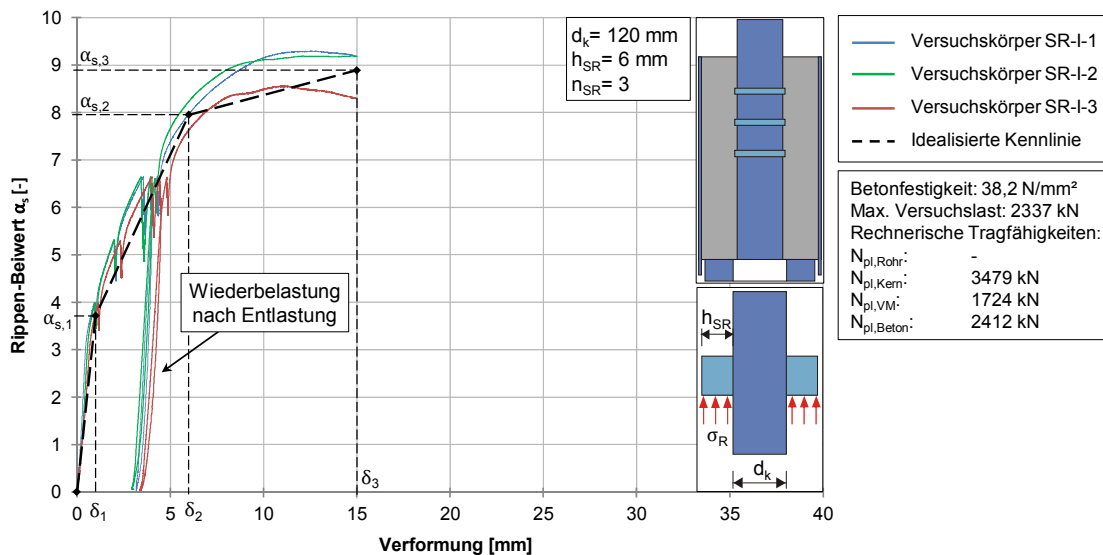 Rippen-Beiwert αs [-]
10
9
8
7
6
5
4
3
2
1
0
αs,3
αs,2
αs,1
Wiederbelastung
nach Entlastung
δ1
δ2
δ3
0
5
10
15
20
25
30
35
40
Verformung [mm]
dk= 120 mm
hSR= 6 mm
nSR= 3
hSR
σR
dk
Versuchskörper SR-I-1
Versuchskörper SR-I-2
Versuchskörper SR-I-3
Idealisierte Kennlinie
Betonfestigkeit: 38,2 N/mm²
Max. Versuchslast: 2337 kN
Rechnerische Tragfähigkeiten:
Npl,Rohr: -
Npl,Kern: 3479 kN
Npl,VM: 1724 kN
Npl,Beton: 2412 kN